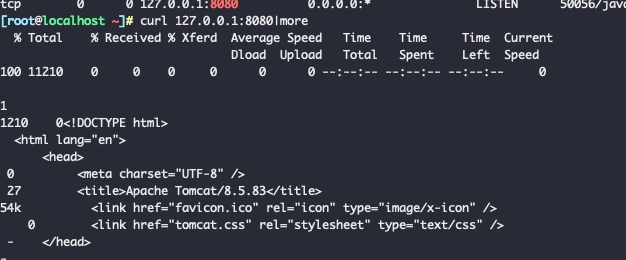 tcp 0 0 127.0.0.1:8080 0.0.0.0:* LISTEN 50056/java
[root@localhost ~]# curl 127.0.0.1:8080|more
% Total % Received % Xferd Average Speed Time Time Time Current
Dload Upload Total Spent Left Speed
100 11210 0 0 0 0 0 0 --:--:-- --:--:-- --:--:-- 0
1
1210 0<!DOCTYPE html>
<html lang="en">
<head>
0 <meta charset="UTF-8" />
27 <title>Apache Tomcat/8.5.83</title>
54k <link href="favicon.ico" rel="icon" type="image/x-icon" />
0 <link href="tomcat.css" rel="stylesheet" type="text/css" />
- </head>